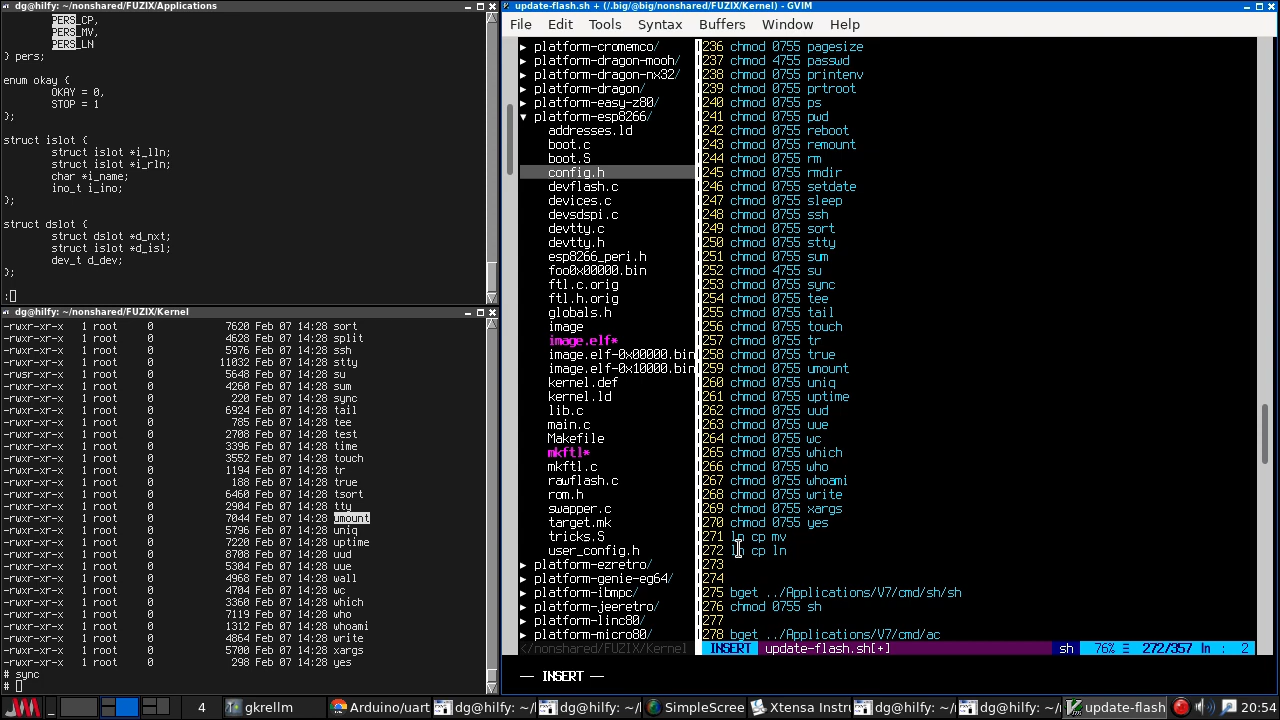 dg@hilfy: ~/nonshared/FUZIX/Applications
PERS_CP,
PERS_MV,
PERS_LN
} pers;
enum okay {
OKAY = 0,
STOP = 1
};
struct islot {
struct islot *i_lln;
struct islot *i_rln;
char *i_name;
ino_t i_ino;
};
struct dslot {
struct dslot *d_nxt;
struct islot *d_isl;
dev_t d_dev;
};
:
dg@hilfy: ~/nonshared/FUZIX/Kernel
-rwxr-xr-x 1 root 0 7620 Feb 07 14:28 sort
-rwxr-xr-x 1 root 0 4628 Feb 07 14:28 split
-rwxr-xr-x 1 root 0 5976 Feb 07 14:28 ssh
-rwxr-xr-x 1 root 0 11032 Feb 07 14:28 stty
-rwxr-xr-x 1 root 0 5648 Feb 07 14:28 su
-rwxr-xr-x 1 root 0 4260 Feb 07 14:28 sum
-rwxr-xr-x 1 root 0 220 Feb 07 14:28 sync
-rwxr-xr-x 1 root 0 6924 Feb 07 14:28 tail
-rwxr-xr-x 1 root 0 785 Feb 07 14:28 tee
-rwxr-xr-x 1 root 0 2708 Feb 07 14:28 test
-rwxr-xr-x 1 root 0 3396 Feb 07 14:28 time
-rwxr-xr-x 1 root 0 3552 Feb 07 14:28 touch
-rwxr-xr-x 1 root 0 1194 Feb 07 14:28 tr
-rwxr-xr-x 1 root 0 188 Feb 07 14:28 true
-rwxr-xr-x 1 root 0 6460 Feb 07 14:28 tsort
-rwxr-xr-x 1 root 0 2904 Feb 07 14:28 tty
-rwxr-xr-x 1 root 0 7044 Feb 07 14:28 umount
-rwxr-xr-x 1 root 0 5796 Feb 07 14:28 uniq
-rwxr-xr-x 1 root 0 7220 Feb 07 14:28 uptime
-rwxr-xr-x 1 root 0 8708 Feb 07 14:28 uud
-rwxr-xr-x 1 root 0 5304 Feb 07 14:28 uue
-rwxr-xr-x 1 root 0 4968 Feb 07 14:28 wall
-rwxr-xr-x 1 root 0 4704 Feb 07 14:28 wc
-rwxr-xr-x 1 root 0 3360 Feb 07 14:28 which
-rwxr-xr-x 1 root 0 7119 Feb 07 14:28 who
-rwxr-xr-x 1 root 0 1312 Feb 07 14:28 whoami
-rwxr-xr-x 1 root 0 4864 Feb 07 14:28 write
-rwxr-xr-x 1 root 0 5700 Feb 07 14:28 xargs
-rwxr-xr-x 1 root 0 298 Feb 07 14:28 yes
# sync
#
update-flash.sh + (/.big/@big/nonshared/FUZIX/Kernel) - GVIM
File Edit Tools Syntax Buffers Window Help
▸ platform-cromemco/
▸ platform-dragon-mooh/
▸ platform-dragon-nx32/
▸ platform-dragon/
▸ platform-easy-z80/
▾ platform-esp8266/
addresses.ld
boot.c
boot.S
config.h
devflash.c
devices.c
devsdspi.c
devtty.c
devtty.h
esp8266_peri.h
foo0x00000.bin
ftl.c.orig
ftl.h.orig
globals.h
image
image.elf*
image.elf-0x00000.bin
image.elf-0x10000.bin
kernel.def
kernel.ld
lib.c
main.c
Makefile
mkftl*
mkftl.c
rawflash.c
rom.h
swapper.c
target.mk
tricks.S
user_config.h
▸ platform-ezretro/
▸ platform-genie-eg64/
▸ platform-ibmpc/
▸ platform-jeeretro/
▸ platform-linc80/
▸ platform-micro80/
</nonshared/FUZIX/Kernel
236 chmod 0755 pagesize
237 chmod 4755 passwd
238 chmod 0755 printenv
239 chmod 0755 prtroot
240 chmod 0755 ps
241 chmod 0755 pwd
242 chmod 0755 reboot
243 chmod 0755 remount
244 chmod 0755 rm
245 chmod 0755 rmdir
246 chmod 0755 setdate
247 chmod 0755 sleep
248 chmod 0755 ssh
249 chmod 0755 sort
250 chmod 0755 stty
251 chmod 0755 sum
252 chmod 4755 su
253 chmod 0755 sync
254 chmod 0755 tee
255 chmod 0755 tail
256 chmod 0755 touch
257 chmod 0755 tr
258 chmod 0755 true
259 chmod 0755 umount
260 chmod 0755 uniq
261 chmod 0755 uptime
262 chmod 0755 uud
263 chmod 0755 uue
264 chmod 0755 wc
265 chmod 0755 which
266 chmod 0755 who
267 chmod 0755 whoami
268 chmod 0755 write
269 chmod 0755 xargs
270 chmod 0755 yes
271 ln cp mv
272 ln cp ln
273
274
275 bget ../Applications/V7/cmd/sh/sh
276 chmod 0755 sh
277
278 bget ../Applications/V7/cmd/ac
INSERT update-flash.sh[+] sh 76% ☰ 272/357 ln : 2
-- INSERT --
4 gkrellm Arduino/uart dg@hilfy: ~/ dg@hilfy: ~/ SimpleScree Xtensa Instru dg@hilfy: ~/ dg@hilfy: ~/ update-flash 20:54